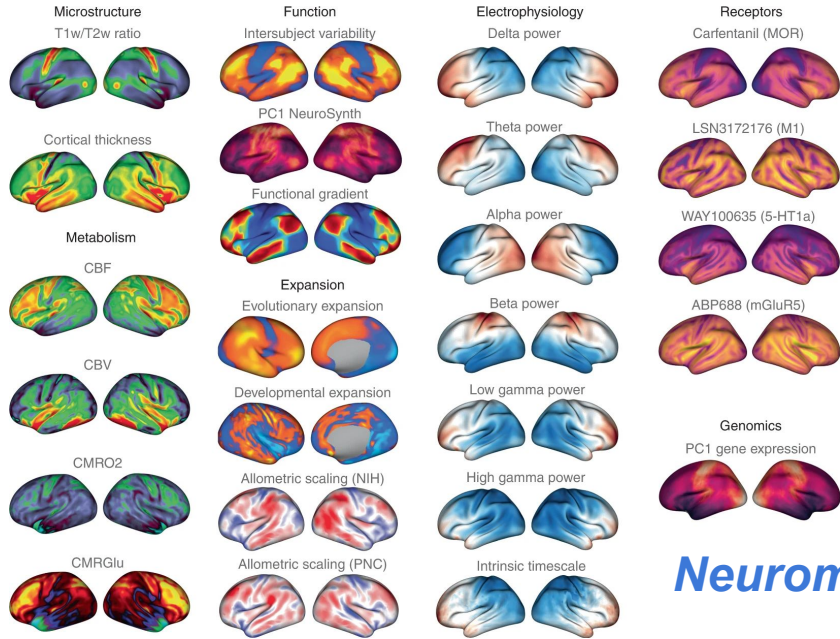 Microstructure
T1w/T2w ratio
Cortical thickness
Metabolism
CBF
CBV
CMRO2
CMRGlu
Function
Intersubject variability
PC1 NeuroSynth
Functional gradient
Expansion
Evolutionary expansion
Developmental expansion
Allometric scaling (NIH)
Allometric scaling (PNC)
Electrophysiology
Delta power
Theta power
Alpha power
Beta power
Low gamma power
High gamma power
Intrinsic timescale
Receptors
Carfentanil (MOR)
LSN3172176 (M1)
WAY100635 (5-HT1a)
ABP688 (mGluR5)
Genomics
PC1 gene expression